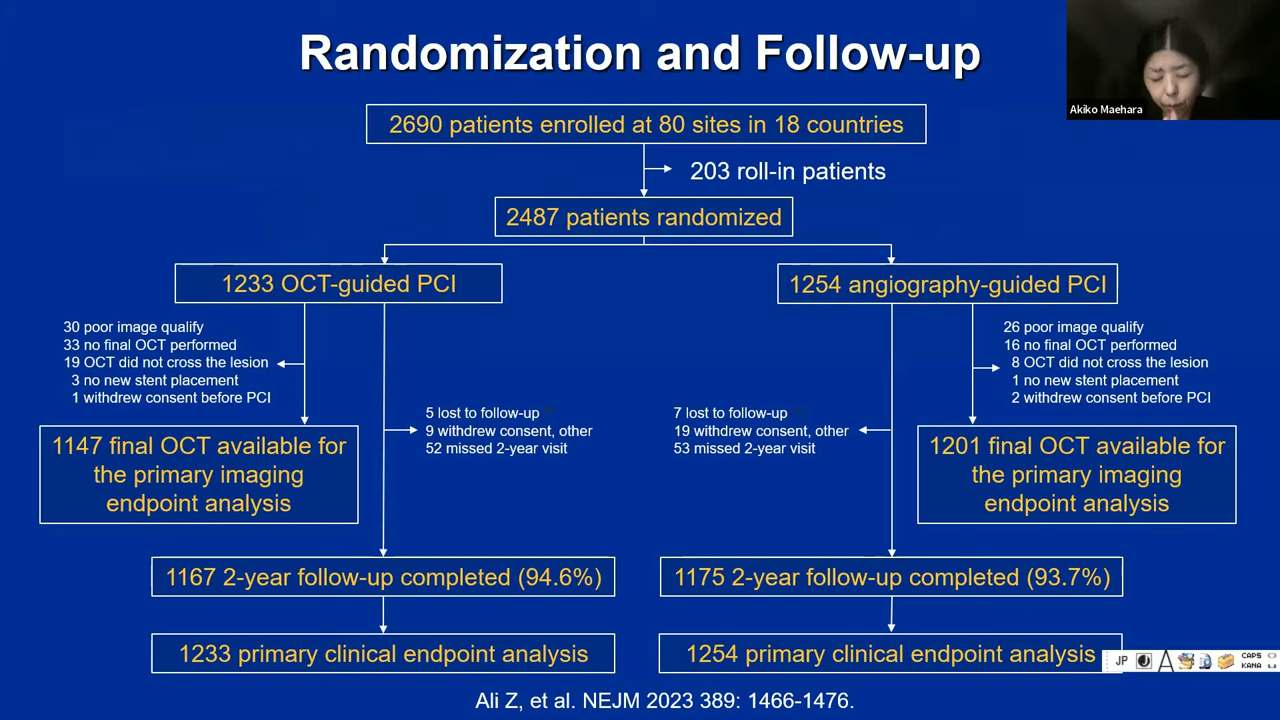 Randomization and Follow-up
Akiko Maehara
2690 patients enrolled at 80 sites in 18 countries
203 roll-in patients
2487 patients randomized
1233 OCT-guided PCI
1254 angiography-guided PCI
30 poor image qualify
33 no final OCT performed
19 OCT did not cross the lesion
3 no new stent placement
1 withdrew consent before PCI
26 poor image qualify
16 no final OCT performed
8 OCT did not cross the lesion
1 no new stent placement
2 withdrew consent before PCI
5 lost to follow-up
9 withdrew consent, other
52 missed 2-year visit
7 lost to follow-up
19 withdrew consent, other
53 missed 2-year visit
1147 final OCT available for
the primary imaging
endpoint analysis
1201 final OCT available for
the primary imaging
endpoint analysis
1167 2-year follow-up completed (94.6%)
1175 2-year follow-up completed (93.7%)
1233 primary clinical endpoint analysis
1254 primary clinical endpoint analysis
JP A CAPS
KANA
Ali Z, et al. NEJM 2023 389: 1466-1476.